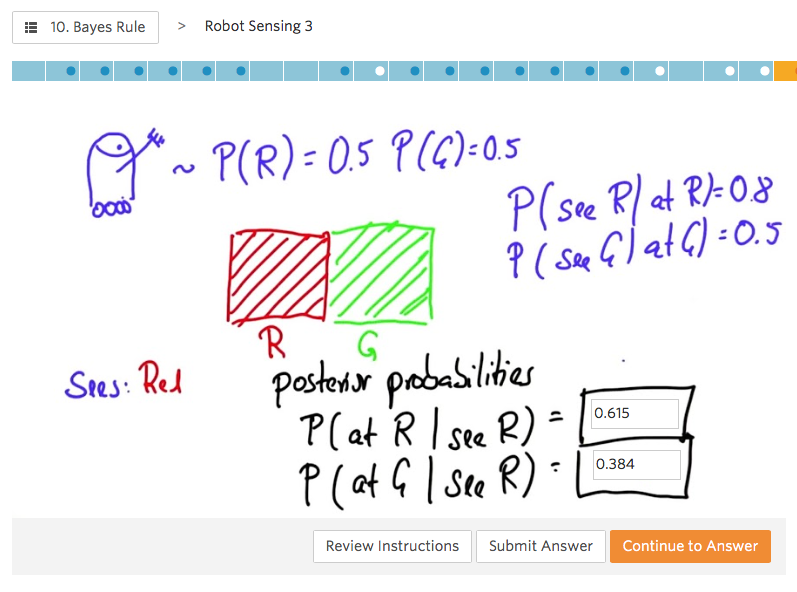 10. Bayes Rule > Robot Sensing 3
~ P(R) = 0.5 P(G)=0.5
P(see R| at R)=0.8
P(see G| at G)=0.5
R G
Sees: Red
Posterior probabilities
P(at R | see R) = 0.615
P(at G | see R) = 0.384
Review Instructions Submit Answer Continue to Answer